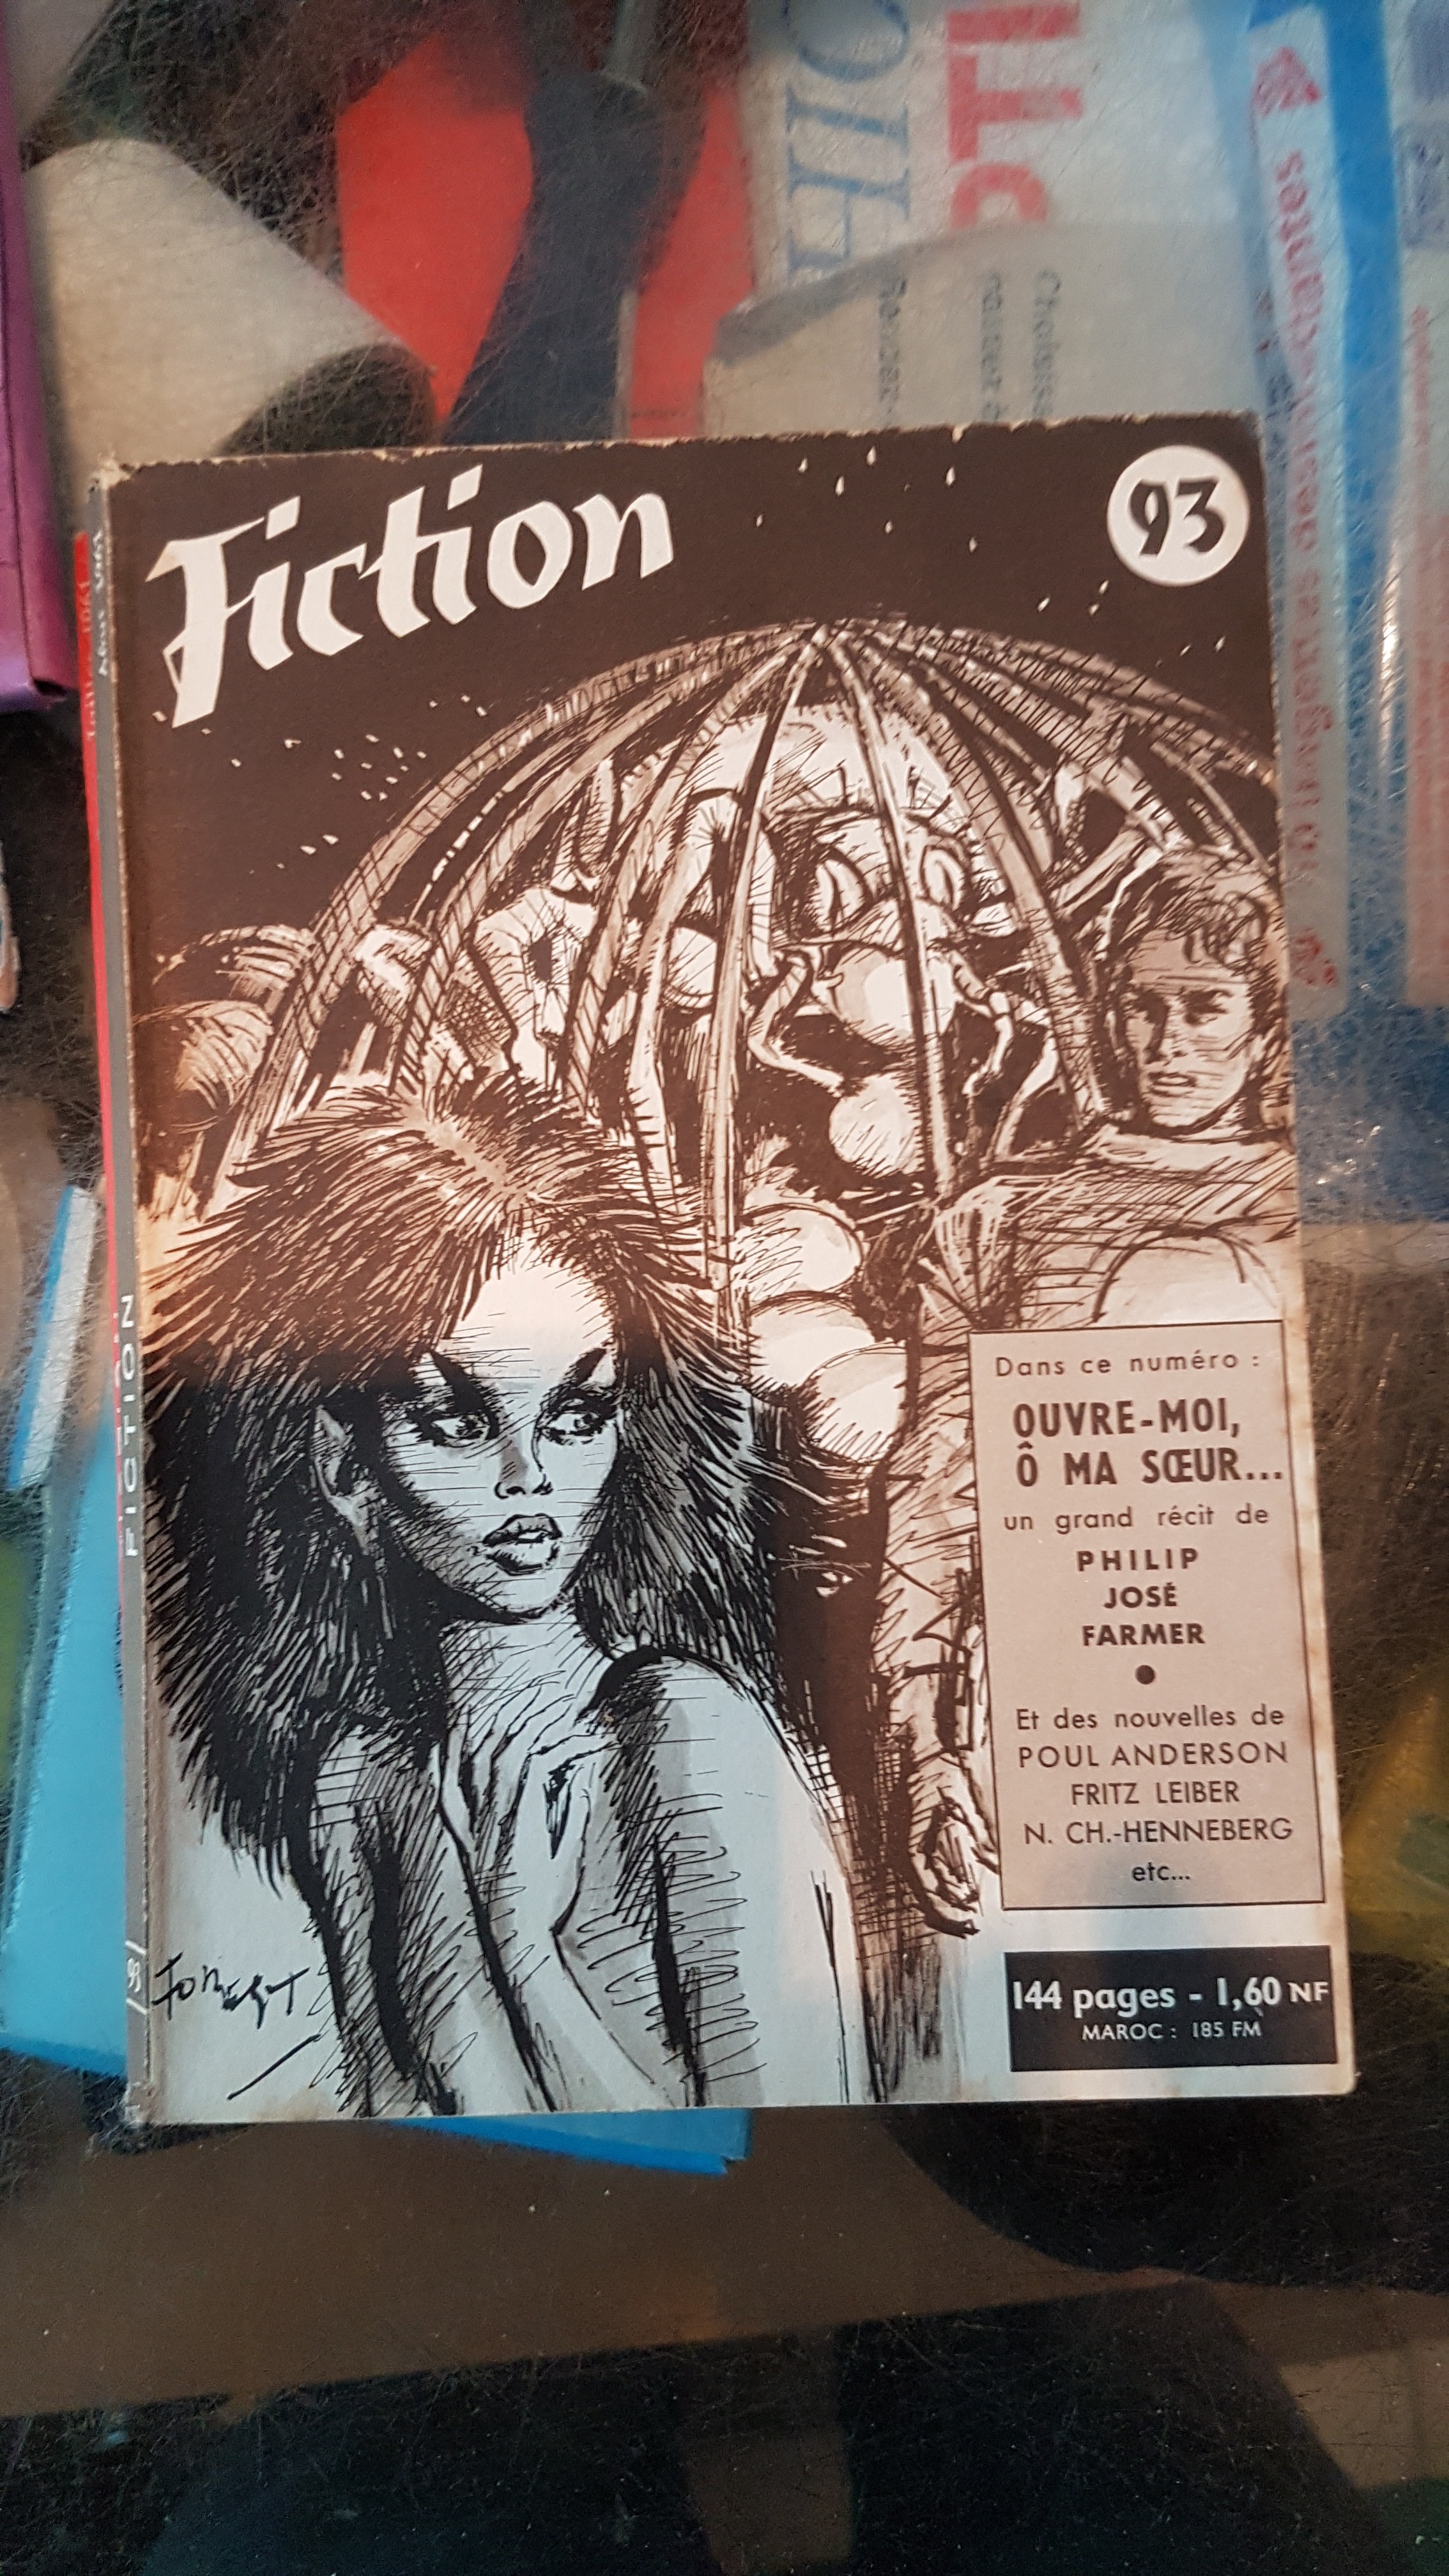 Fiction
93
Dans ce numéro :
OUVRE-MOI,
Ô MA SŒUR...
un grand récit de
PHILIP
JOSÉ
FARMER
●
Et des nouvelles de
POUL ANDERSON
FRITZ LEIBER
N. CH.-HENNEBERG
etc...
144 pages - 1,60 NF
MAROC : 185 FM
FICTION
93